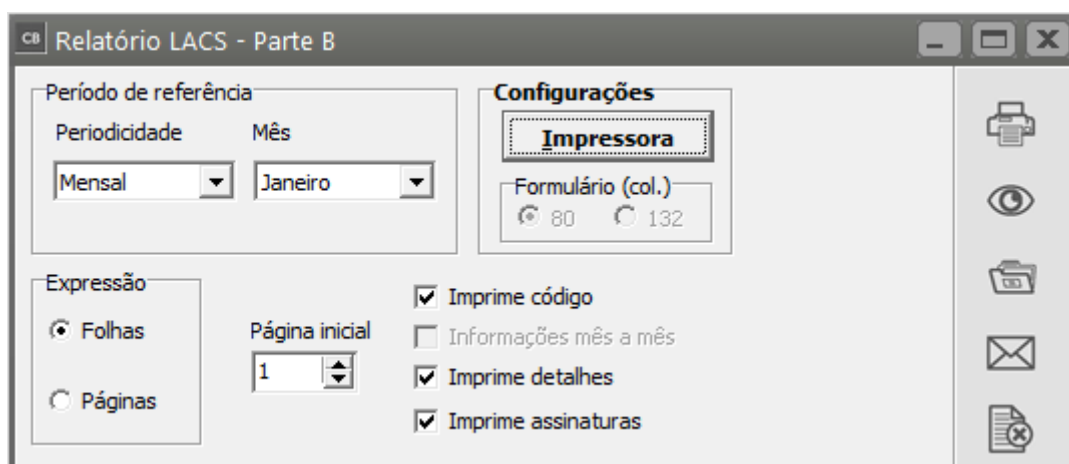 CB Relatório LACS - Parte B
Período de referência
Periodicidade Mês
Mensal Janeiro
Configurações
Impressora
Formulário (col.)
80 132
Expressão
Folhas
Páginas
Página inicial
1
Imprime código
Informações mês a mês
Imprime detalhes
Imprime assinaturas